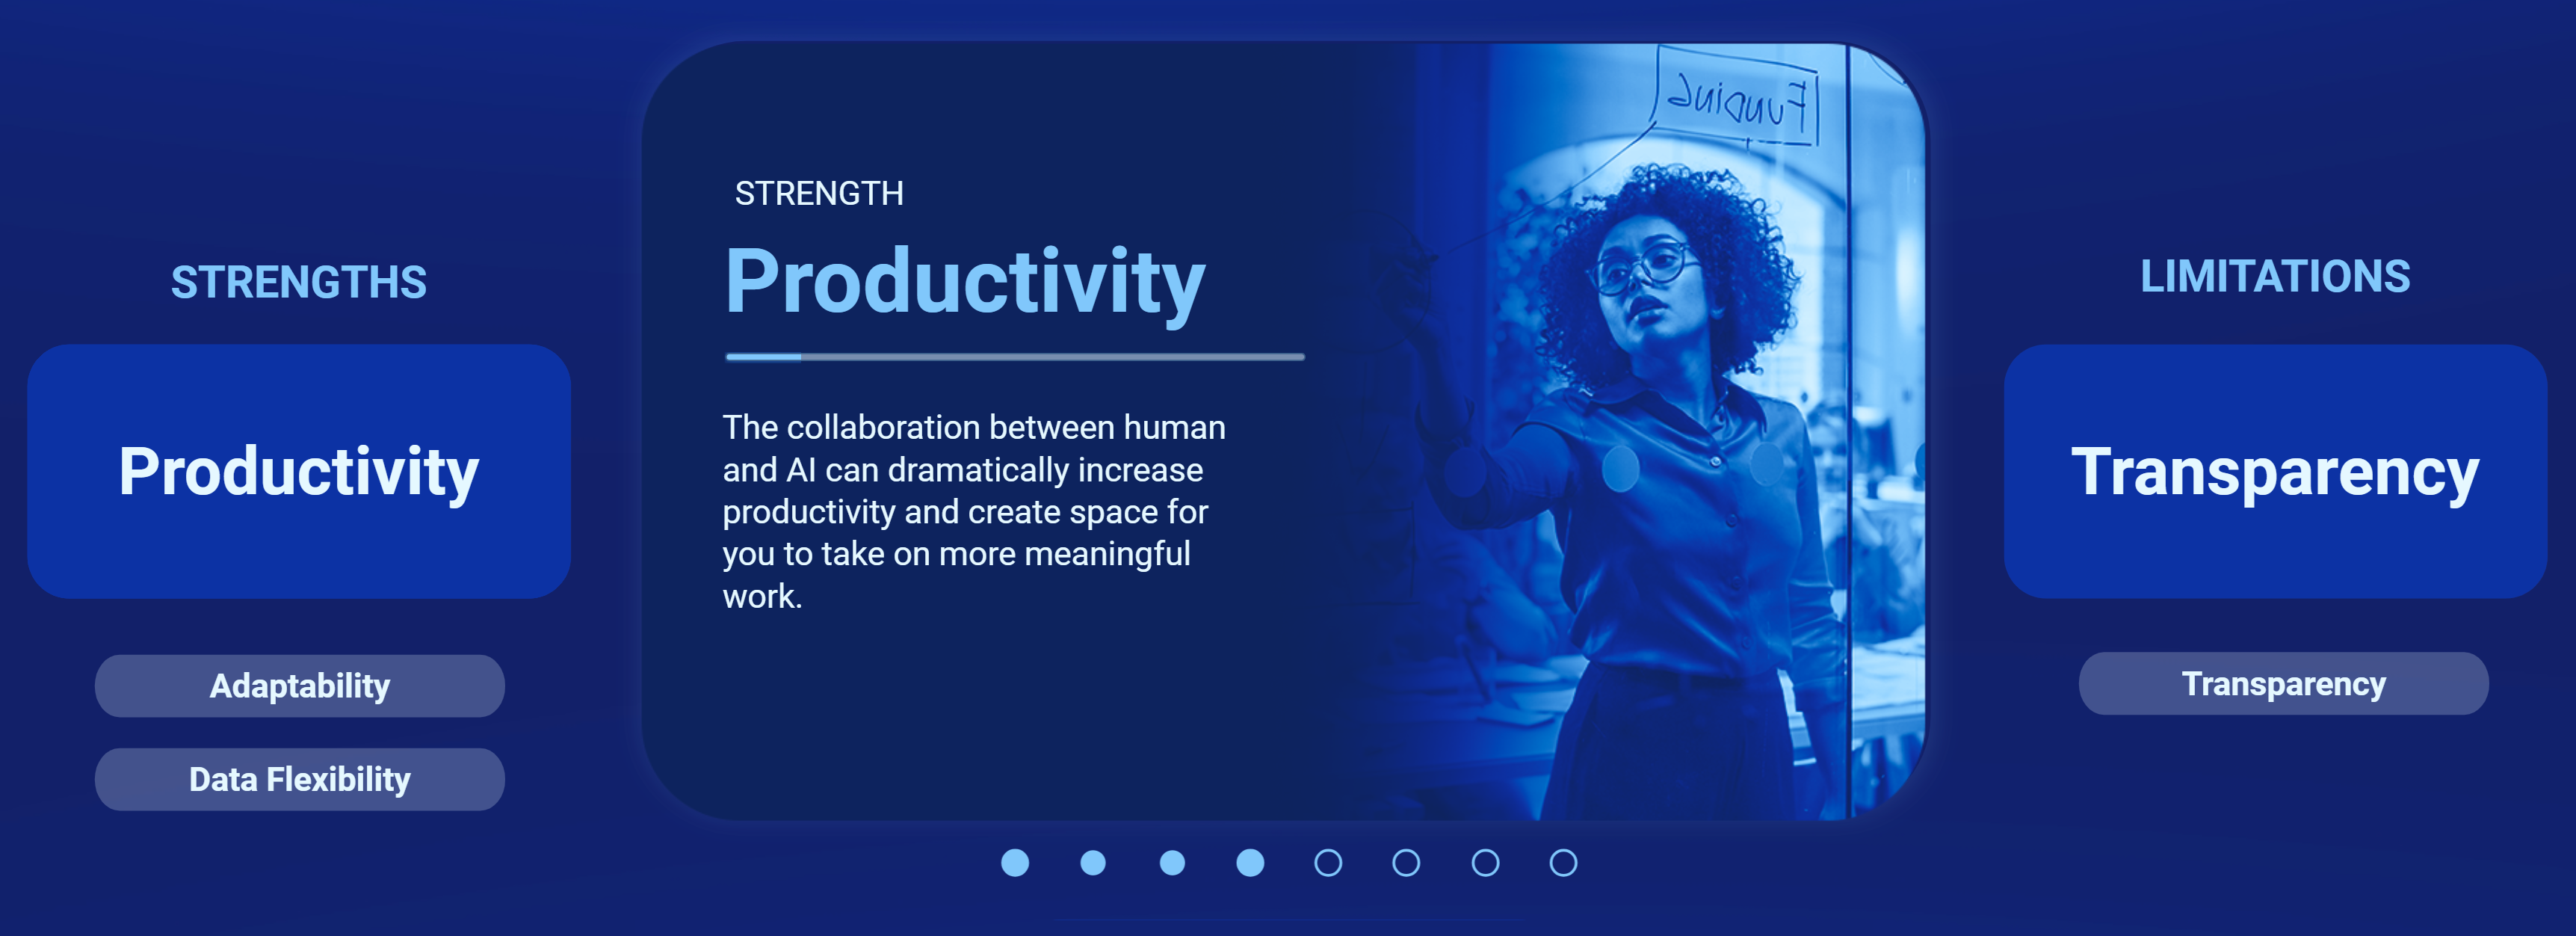 STRENGTHS
Productivity
Adaptability
Data Flexibility
STRENGTH
Productivity
The collaboration between human
and AI can dramatically increase
productivity and create space for
you to take on more meaningful
work.
Funding
LIMITATIONS
Transparency
Transparency